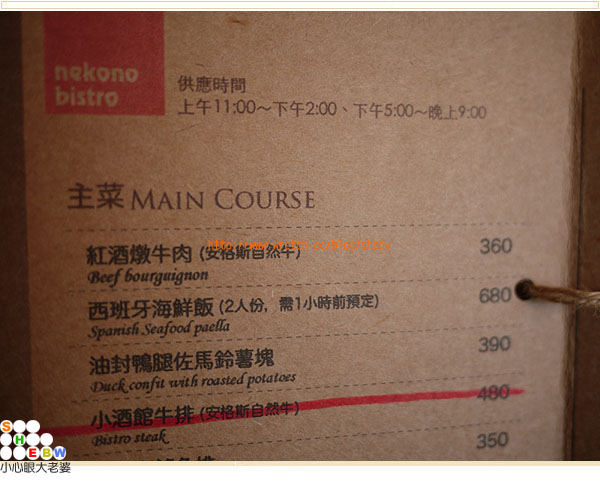 nekono
bistro
供應時間
上午11:00～下午2:00、下午5:00～晚上9:00
主菜 MAIN COURSE
紅酒燉牛肉 (安格斯自然牛) 360
Beef bourguignon
西班牙海鮮飯 (2人份，需1小時前預定) 680
Spanish Seafood paella
油封鴨腿佐馬鈴薯塊 390
Duck confit with roasted potatoes
小酒館牛排 (安格斯自然牛) 480
Bistro steak
350
SHEBW
小心眼大老婆